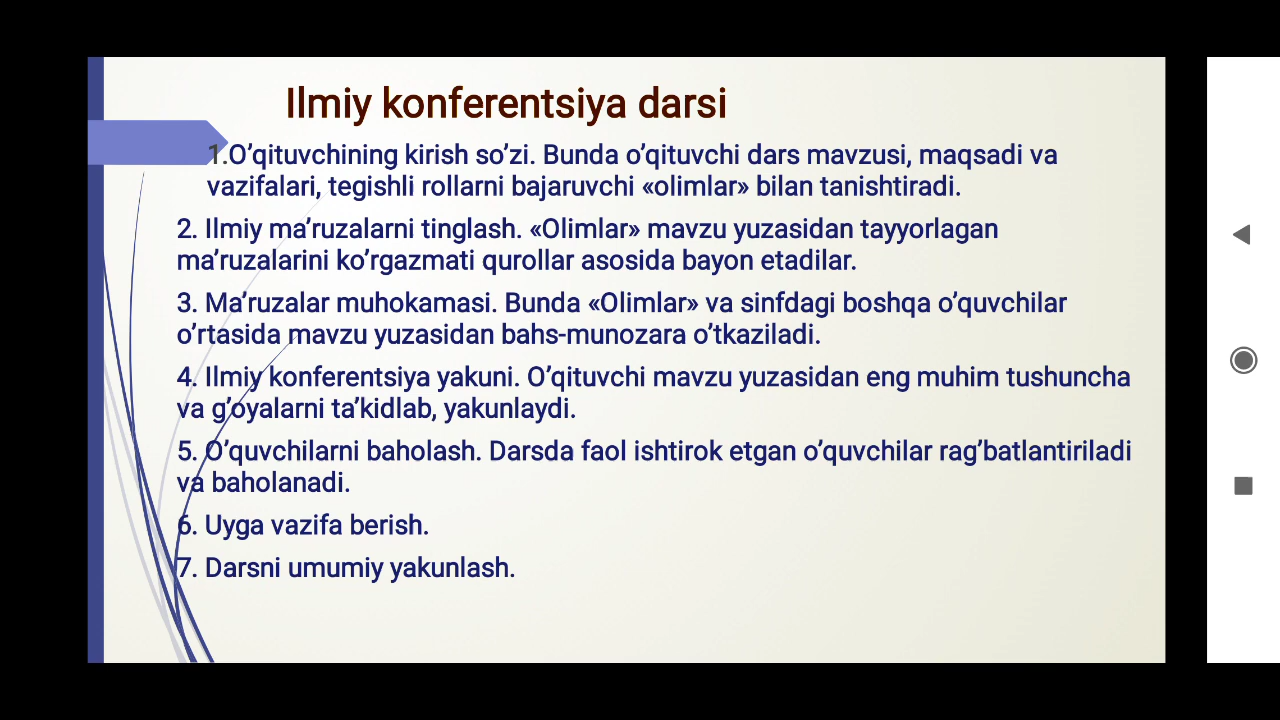 Ilmiy konferentsiya darsi
1.O’qituvchining kirish so’zi. Bunda o’qituvchi dars mavzusi, maqsadi va
vazifalari, tegishli rollarni bajaruvchi «olimlar» bilan tanishtiradi.
2. Ilmiy ma’ruzalarni tinglash. «Olimlar» mavzu yuzasidan tayyorlagan
ma’ruzalarini ko’rgazmati qurollar asosida bayon etadilar.
3. Ma’ruzalar muhokamasi. Bunda «Olimlar» va sinfdagi boshqa o’quvchilar
o’rtasida mavzu yuzasidan bahs-munozara o’tkaziladi.
4. Ilmiy konferentsiya yakuni. O’qituvchi mavzu yuzasidan eng muhim tushuncha
va g’oyalarni ta’kidlab, yakunlaydi.
5. O’quvchilarni baholash. Darsda faol ishtirok etgan o’quvchilar rag’batlantiriladi
va baholanadi.
6. Uyga vazifa berish.
7. Darsni umumiy yakunlash.